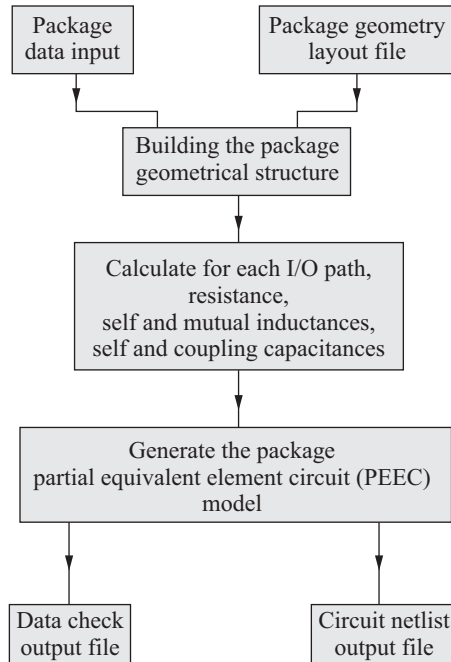 Package
data input
Package geometry
layout file
Building the package
geometrical structure
Calculate for each I/O path,
resistance,
self and mutual inductances,
self and coupling capacitances
Generate the package
partial equivalent element circuit (PEEC)
model
Data check
output file
Circuit netlist
output file